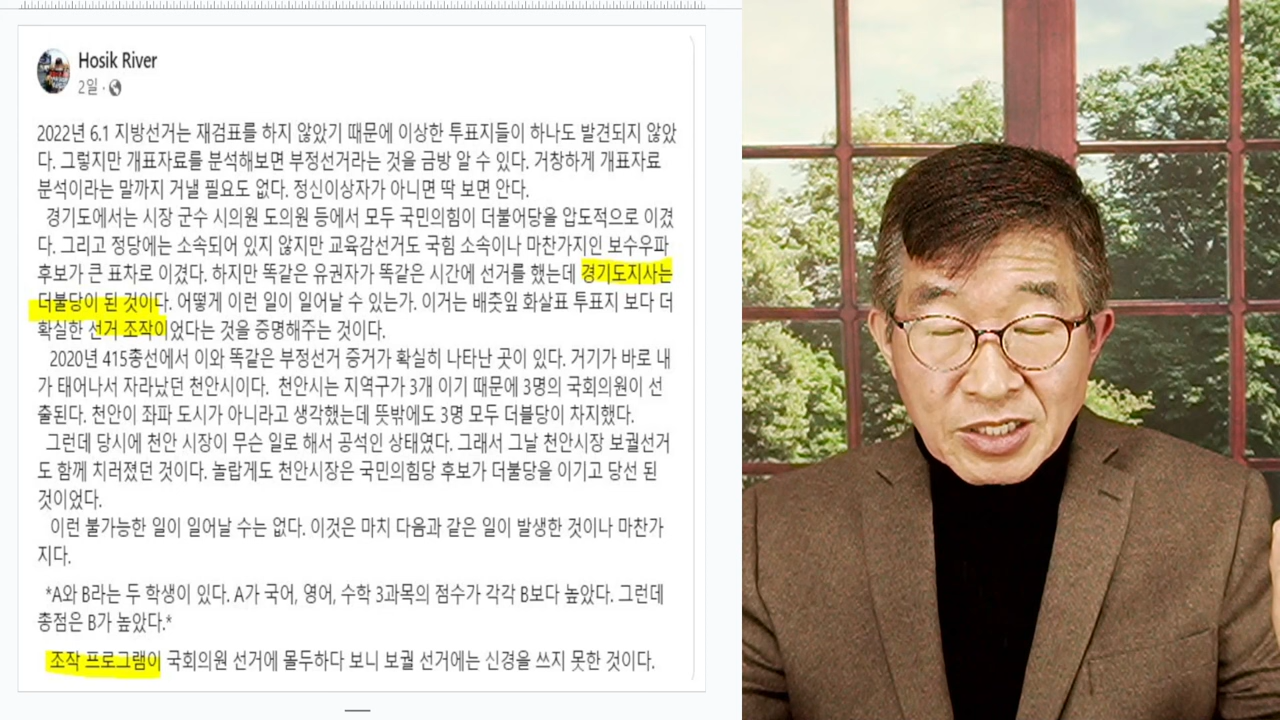 Hosik River
2일 ·
2022년 6.1 지방선거는 재검표를 하지 않았기 때문에 이상한 투표지들이 하나도 발견되지 않았
다. 그렇지만 개표자료를 분석해보면 부정선거라는 것을 금방 알 수 있다. 거창하게 개표자료
분석이라는 말까지 거낼 필요도 없다. 정신이상자가 아니면 딱 보면 안다.
경기도에서는 시장 군수 시의원 도의원 등에서 모두 국민의힘이 더불어당을 압도적으로 이겼
다. 그리고 정당에는 소속되어 있지 않지만 교육감선거도 국힘 소속이나 마찬가지인 보수우파
후보가 큰 표차로 이겼다. 하지만 똑같은 유권자가 똑같은 시간에 선거를 했는데 경기도지사는
더불당이 된 것이다. 어떻게 이런 일이 일어날 수 있는가. 이거는 배춧잎 화살표 투표지 보다 더
확실한 선거 조작이었다는 것을 증명해주는 것이다.
2020년 415총선에서 이와 똑같은 부정선거 증거가 확실히 나타난 곳이 있다. 거기가 바로 내
가 태어나서 자라났던 천안시이다. 천안시는 지역구가 3개 이기 때문에 3명의 국회의원이 선
출된다. 천안이 좌파 도시가 아니라고 생각했는데 뜻밖에도 3명 모두 더블당이 차지했다.
그런데 당시에 천안 시장이 무슨 일로 해서 공석인 상태였다. 그래서 그날 천안시장 보궐선거
도 함께 치러졌던 것이다. 놀랍게도 천안시장은 국민의힘당 후보가 더불당을 이기고 당선 된
것이었다.
이런 불가능한 일이 일어날 수는 없다. 이것은 마치 다음과 같은 일이 발생한 것이나 마찬가
지다.
*A와 B라는 두 학생이 있다. A가 국어, 영어, 수학 3과목의 점수가 각각 B보다 높았다. 그런데
총점은 B가 높았다.*
조작 프로그램이 국회의원 선거에 몰두하다 보니 보궐 선거에는 신경을 쓰지 못한 것이다.